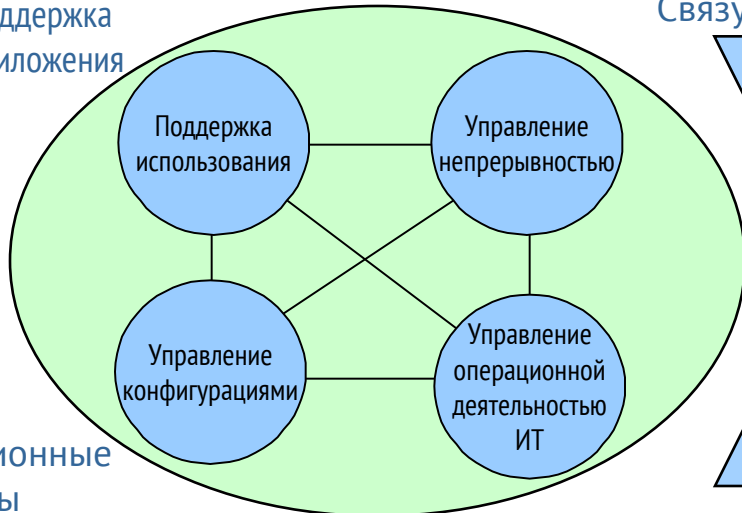 ддержка
иложения
Связу
Поддержка
использования
Управление
непрерывностью
Управление
конфигурациями
Управление
операционной
деятельностью
ИТ
ионные
ы